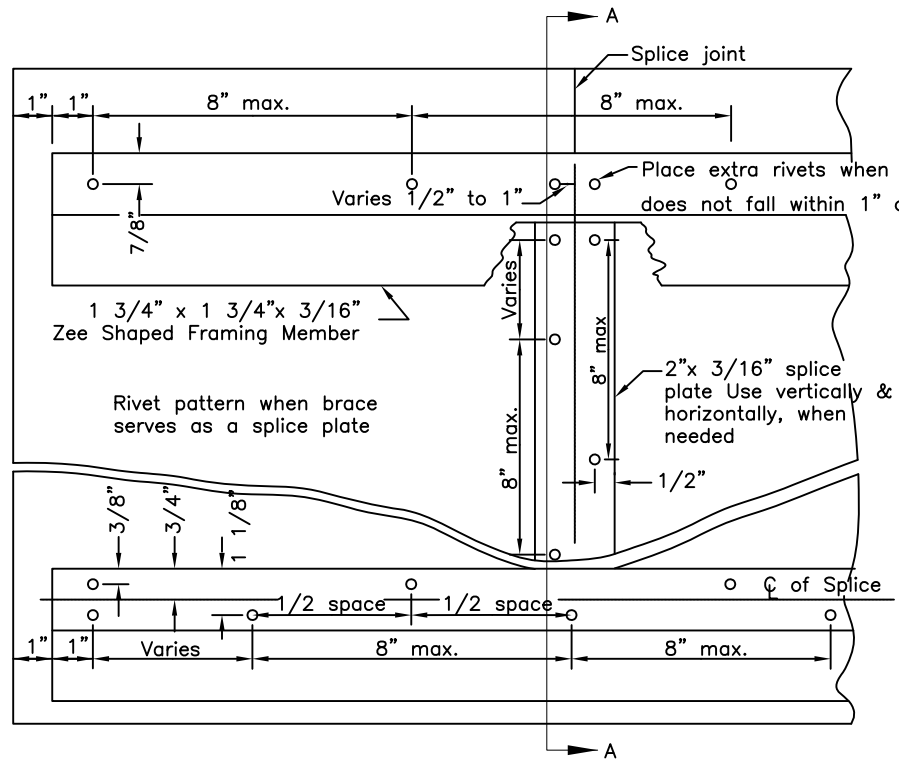 A
Splice joint
1" 1" 8" max. 8" max.
Place extra rivets when
Varies 1/2" to 1"
does not fall within 1" o
7/8"
Varies
1 3/4" x 1 3/4"x 3/16"
Zee Shaped Framing Member
8" max
2"x 3/16" splice
plate Use vertically &
horizontally, when
needed
Rivet pattern when brace
serves as a splice plate
8" max.
1/2"
3/8"
3/4"
1 1/8"
℄ of Splice
1/2 space 1/2 space
1" 1" Varies 8" max. 8" max.
A